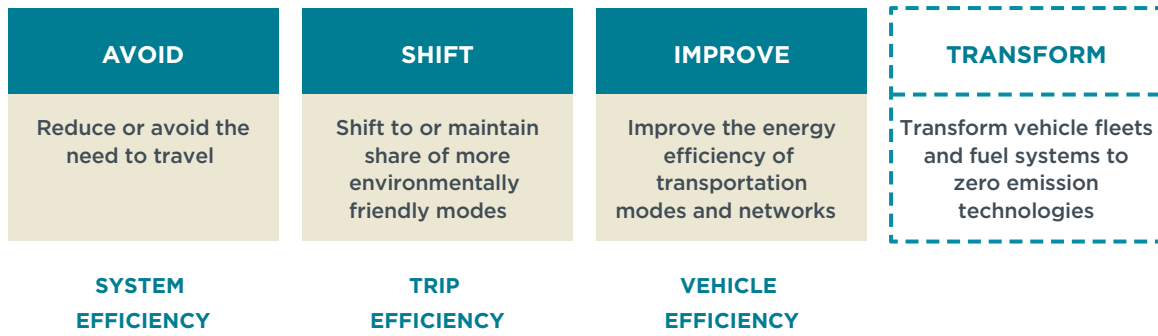 AVOID
Reduce or avoid the
need to travel
SYSTEM
EFFICIENCY
SHIFT
Shift to or maintain
share of more
environmentally
friendly modes
TRIP
EFFICIENCY
IMPROVE
Improve the energy
efficiency of
transportation
modes and networks
VEHICLE
EFFICIENCY
TRANSFORM
Transform vehicle fleets
and fuel systems to
zero emission
technologies